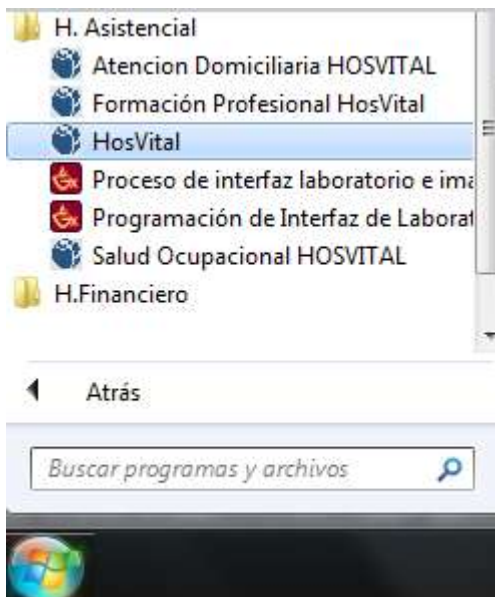 H. Asistencial
Atencion Domiciliaria HOSVITAL
Formación Profesional HosVital
HosVital
Proceso de interfaz laboratorio e ima
Programación de Interfaz de Laborat
Salud Ocupacional HOSVITAL
H.Financiero
Atrás
Buscar programas y archivos